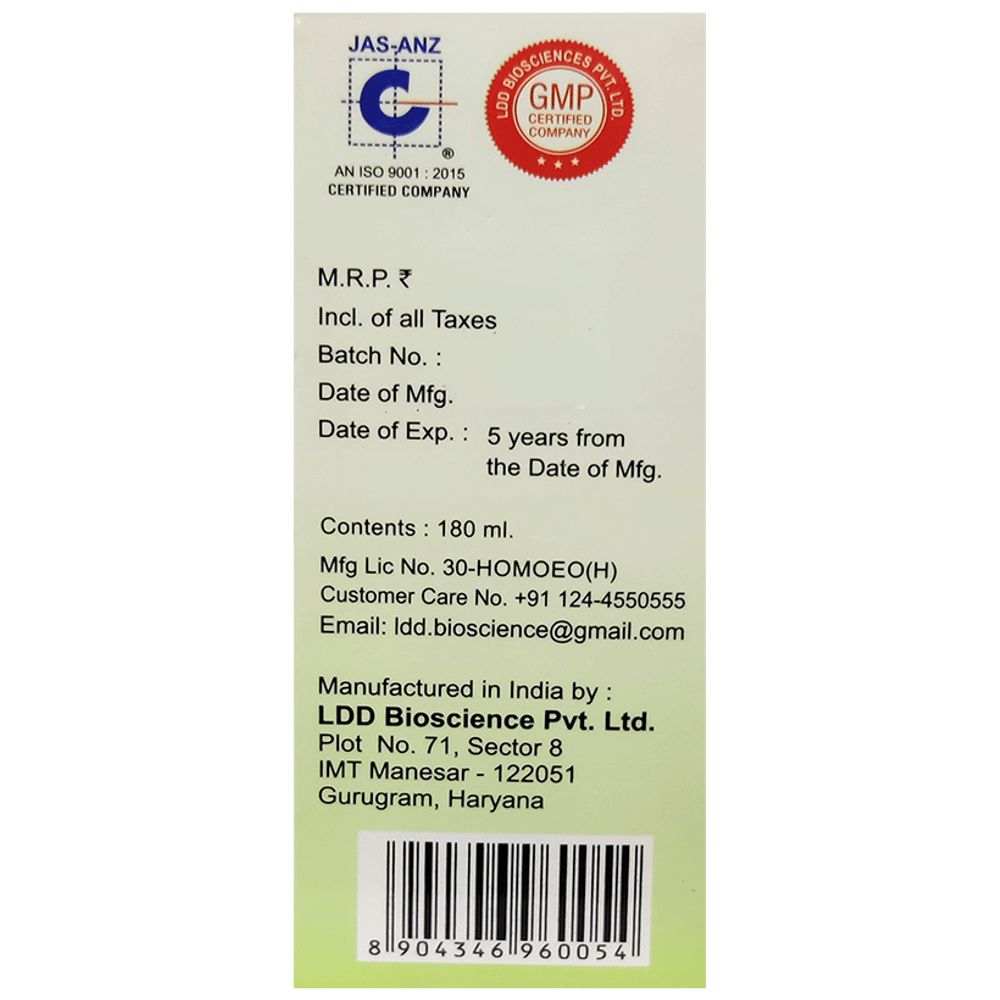 JAS-ANZ
C
®
AN ISO 9001 : 2015
CERTIFIED COMPANY
LDD BIOSCIENCES PVT. LTD.
GMP
CERTIFIED
COMPANY
M.R.P. ₹
Incl. of all Taxes
Batch No. :
Date of Mfg.
Date of Exp. : 5 years from
the Date of Mfg.
Contents : 180 ml.
Mfg Lic No. 30-HOMOEO(H)
Customer Care No. +91 124-4550555
Email: ldd.bioscience@gmail.com
Manufactured in India by :
LDD Bioscience Pvt. Ltd.
Plot No. 71, Sector 8
IMT Manesar - 122051
Gurugram, Haryana
8 904346 960054